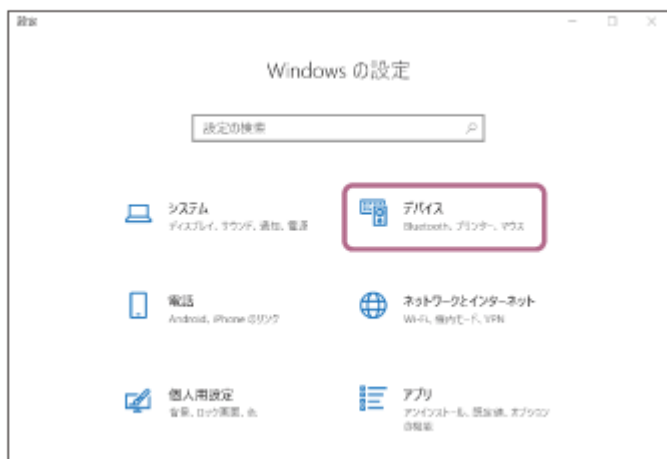 設定
Windows の設定
設定の検索
システム
ディスプレイ、サウンド、通知、電源
デバイス
Bluetooth、プリンター、マウス
電話
Android、iPhone のリンク
ネットワークとインターネット
Wi-Fi、機内モード、VPN
個人用設定
背景、ロック画面、色
アプリ
アンインストール、既定値、オプション
の機能